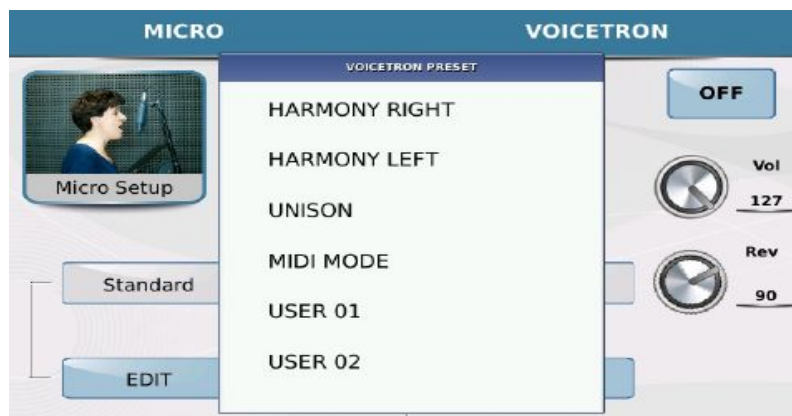 MICRO
VOICETRON
VOICETRON PRESET
HARMONY RIGHT
HARMONY LEFT
UNISON
MIDI MODE
USER 01
USER 02
Micro Setup
Standard
EDIT
OFF
Vol
127
Rev
90